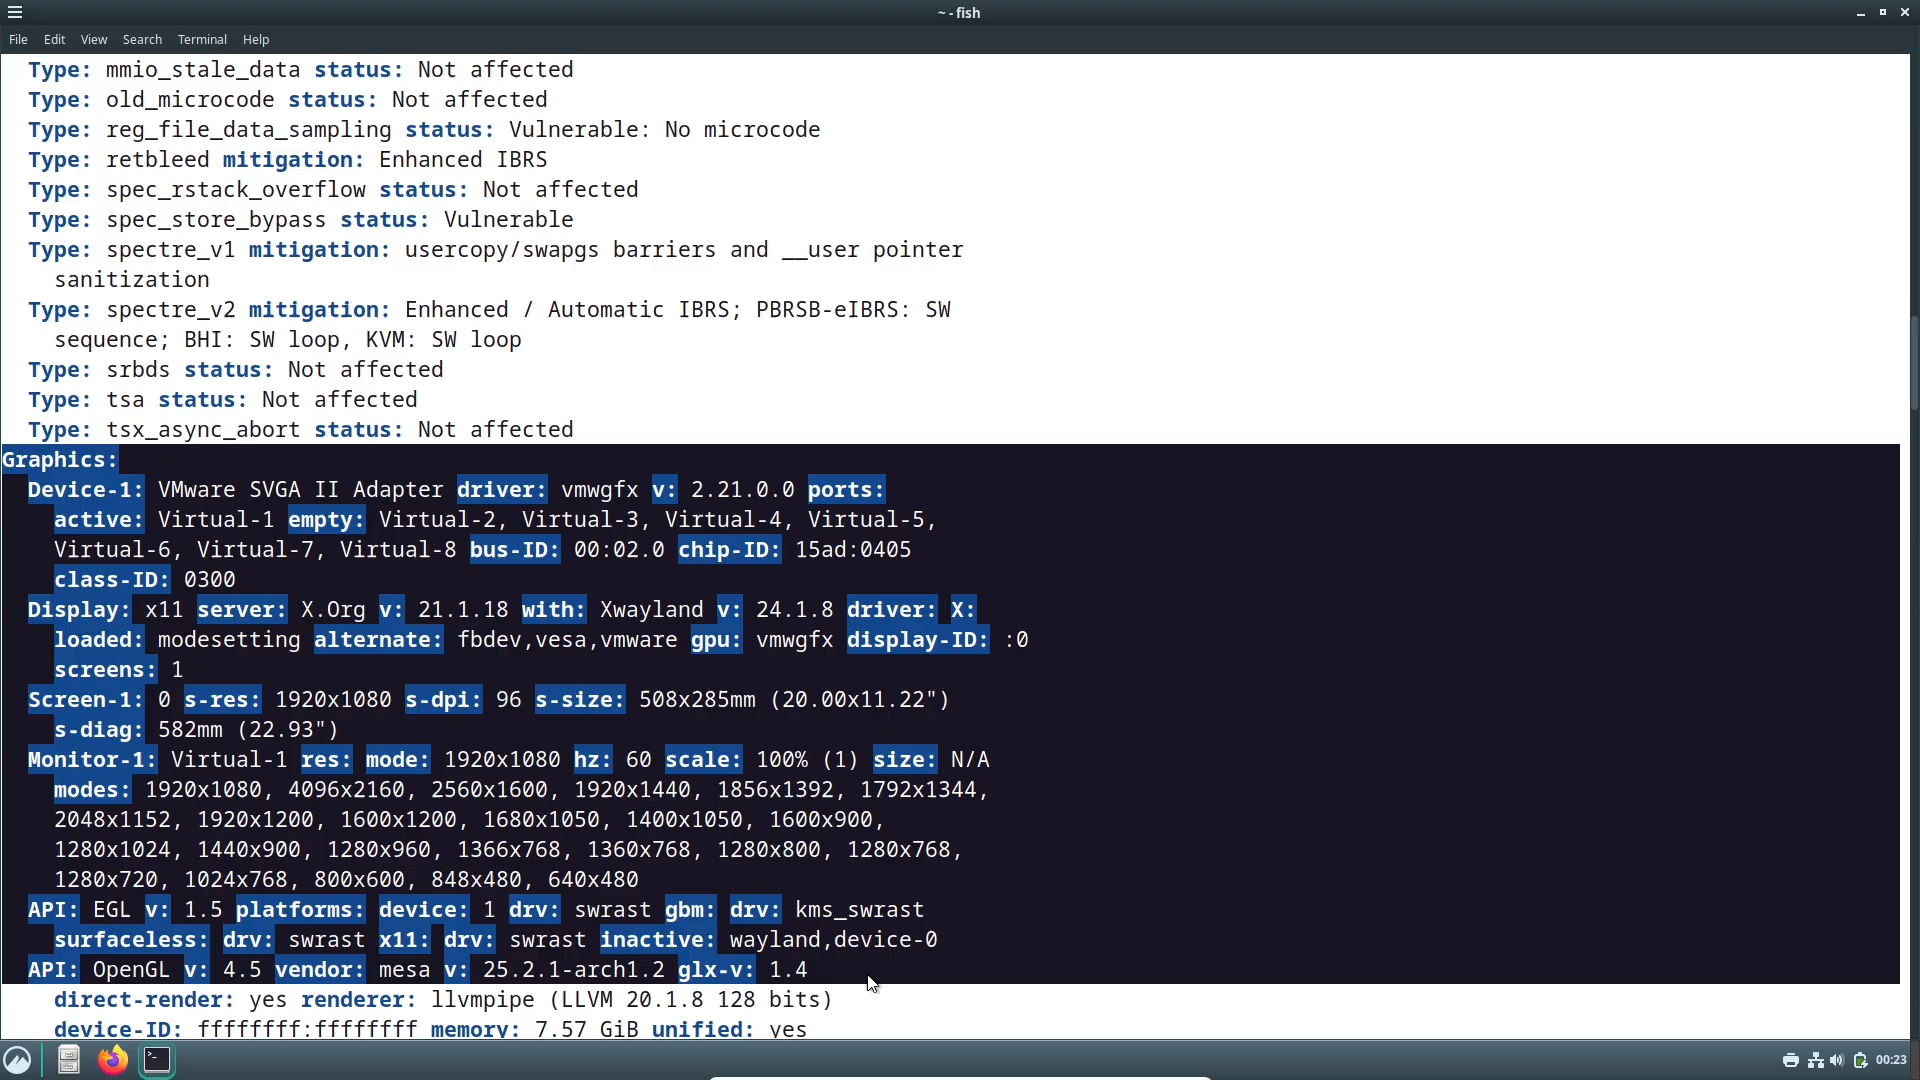 ~ - fish
File Edit View Search Terminal Help
Type: mmio_stale_data status: Not affected
Type: old_microcode status: Not affected
Type: reg_file_data_sampling status: Vulnerable: No microcode
Type: retbleed mitigation: Enhanced IBRS
Type: spec_rstack_overflow status: Not affected
Type: spec_store_bypass status: Vulnerable
Type: spectre_v1 mitigation: usercopy/swapgs barriers and __user pointer
sanitization
Type: spectre_v2 mitigation: Enhanced / Automatic IBRS; PBRSB-eIBRS: SW
sequence; BHI: SW loop, KVM: SW loop
Type: srbds status: Not affected
Type: tsa status: Not affected
Type: tsx_async_abort status: Not affected
Graphics:
Device-1: VMware SVGA II Adapter driver: vmwgfx v: 2.21.0.0 ports:
active: Virtual-1 empty: Virtual-2, Virtual-3, Virtual-4, Virtual-5,
Virtual-6, Virtual-7, Virtual-8 bus-ID: 00:02.0 chip-ID: 15ad:0405
class-ID: 0300
Display: x11 server: X.Org v: 21.1.18 with: Xwayland v: 24.1.8 driver: X:
loaded: modesetting alternate: fbdev,vesa,vmware gpu: vmwgfx display-ID: :0
screens: 1
Screen-1: 0 s-res: 1920x1080 s-dpi: 96 s-size: 508x285mm (20.00x11.22")
s-diag: 582mm (22.93")
Monitor-1: Virtual-1 res: mode: 1920x1080 hz: 60 scale: 100% (1) size: N/A
modes: 1920x1080, 4096x2160, 2560x1600, 1920x1440, 1856x1392, 1792x1344,
2048x1152, 1920x1200, 1600x1200, 1680x1050, 1400x1050, 1600x900,
1280x1024, 1440x900, 1280x960, 1366x768, 1360x768, 1280x800, 1280x768,
1280x720, 1024x768, 800x600, 848x480, 640x480
API: EGL v: 1.5 platforms: device: 1 drv: swrast gbm: drv: kms_swrast
surfaceless: drv: swrast x11: drv: swrast inactive: wayland,device-0
API: OpenGL v: 4.5 vendor: mesa v: 25.2.1-arch1.2 glx-v: 1.4
direct-render: yes renderer: llvmpipe (LLVM 20.1.8 128 bits)
device-ID: ffffffff:ffffffff memory: 7.57 GiB unified: yes
00:23